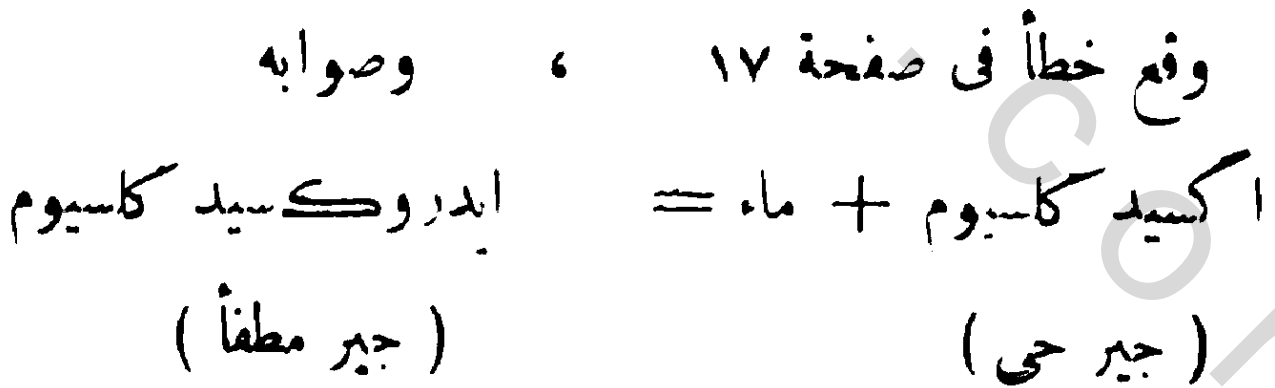 وقع خطأ فى صفحة ١٧ ، وصوابه
اكسيد كاسيوم + ماء = ايدروكسيد كاسيوم
( جير حى ) ( جير مطفأ )